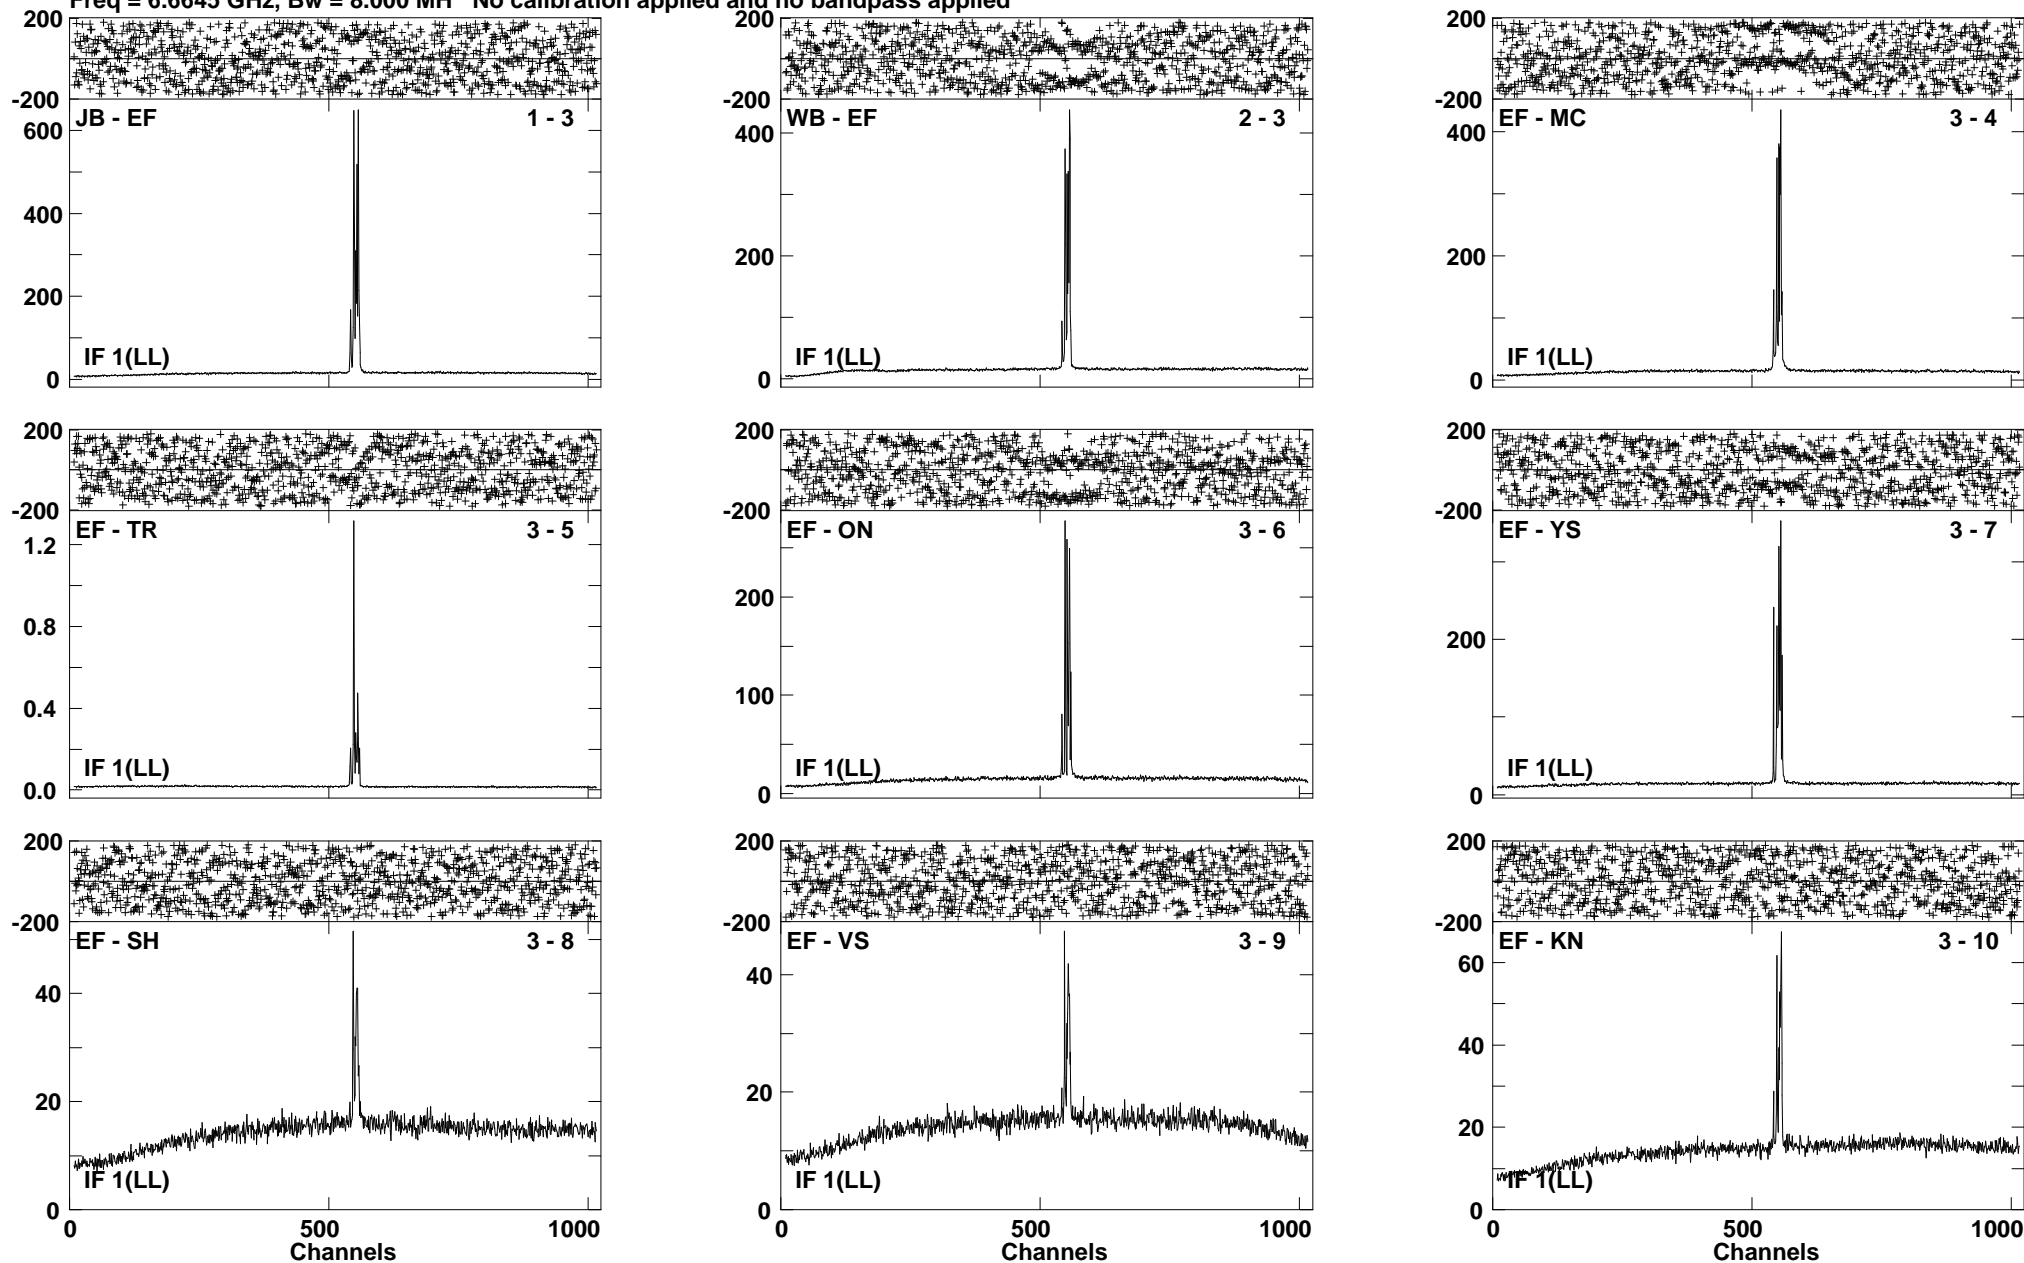 Freq = 6.6645 GHz, Bw = 8.000 MH No calibration applied and no bandpass applied
200 200 200
-200 -200 -200
JB - EF 1 - 3 WB - EF 2 - 3 EF - MC 3 - 4
600 400 400
400
200 200 200
IF 1(LL) IF 1(LL) IF 1(LL)
0 0 0
200 200 200
-200 -200 -200
EF - TR 3 - 5 EF - ON 3 - 6 EF - YS 3 - 7
1.2
0.8 200 200
0.4 100
IF 1(LL) IF 1(LL) IF 1(LL)
0.0 0 0
200 200 200
-200 -200 -200
EF - SH 3 - 8 EF - VS 3 - 9 EF - KN 3 - 10
40 40 60
40
20 20 20
IF 1(LL) IF 1(LL) IF 1(LL)
0 0 0
0 500 1000 0 500 1000 0 500 1000
Channels Channels Channels